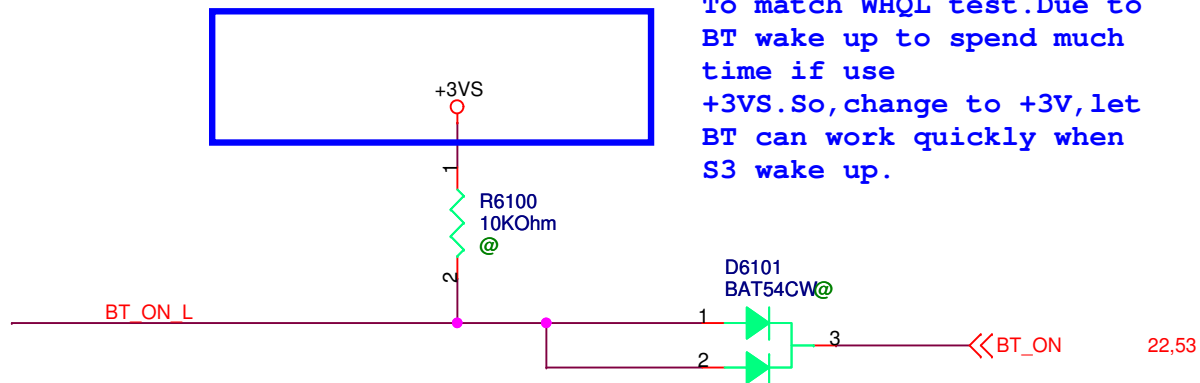 To match WHQL test.Due to
BT wake up to spend much
time if use
+3VS.So,change to +3V,let
BT can work quickly when
S3 wake up.
+3VS
1
R6100
10KOhm
@
2
D6101
BAT54CW@
BT_ON_L
1
2
3
BT_ON
22,53